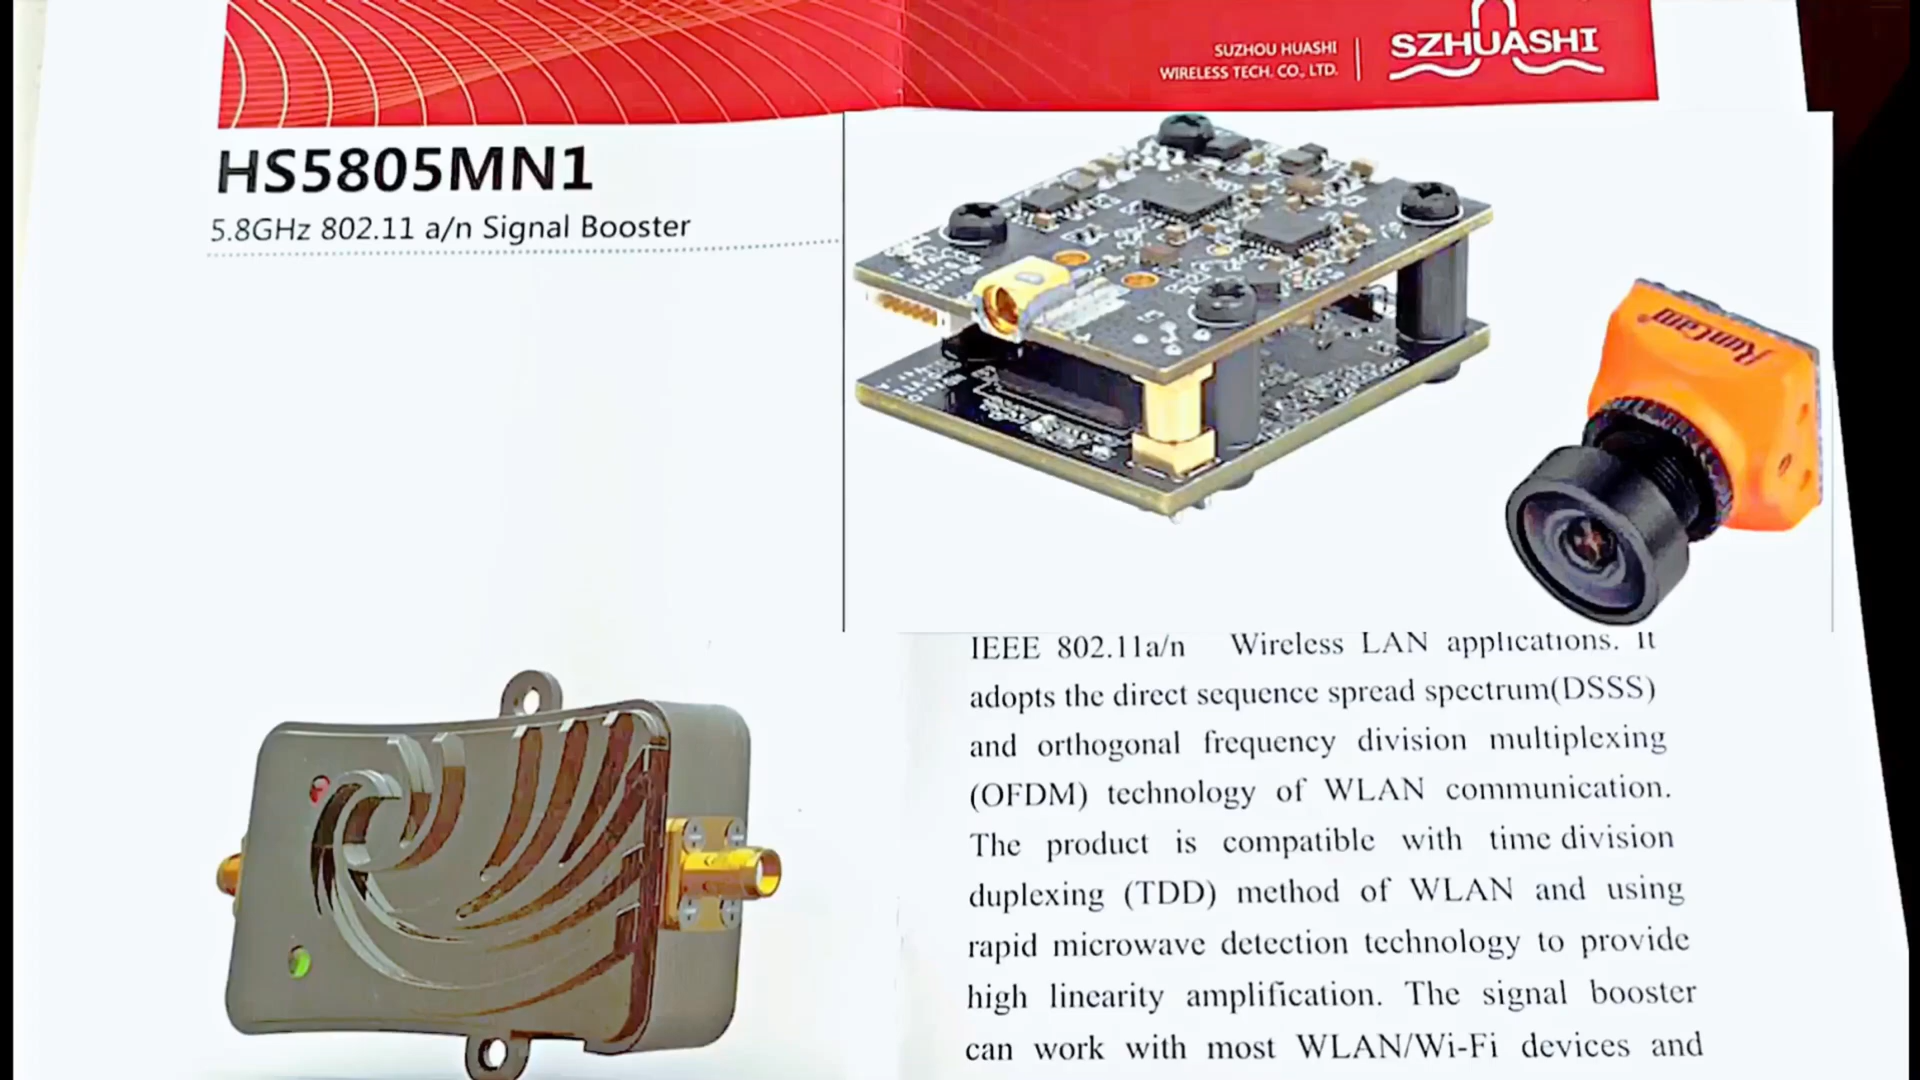 SUZHOU HUASHI
WIRELESS TECH. CO., LTD.
SZHUASHI
HS5805MN1
5.8GHz 802.11 a/n Signal Booster
RunCam®
IEEE 802.11a/n Wireless LAN applications. It
adopts the direct sequence spread spectrum(DSSS)
and orthogonal frequency division multiplexing
(OFDM) technology of WLAN communication.
The product is compatible with time division
duplexing (TDD) method of WLAN and using
rapid microwave detection technology to provide
high linearity amplification. The signal booster
can work with most WLAN/Wi-Fi devices and